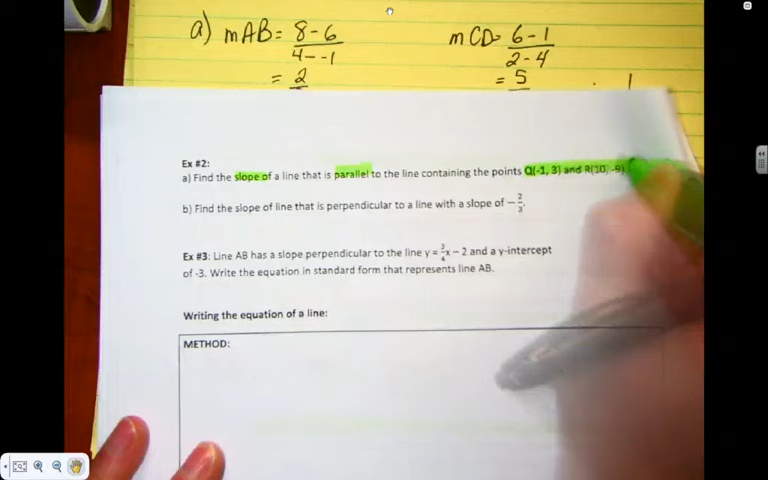 a) mAB = 8-6 / 4--1 mCD = 6-1 / 2-4
= 2 = 5
Ex #2:
a) Find the slope of a line that is parallel to the line containing the points Q(-1, 3) and R(10, -9).
b) Find the slope of line that is perpendicular to a line with a slope of −2/3.
Ex #3: Line AB has a slope perpendicular to the line y = 3/4x − 2 and a y-intercept
of -3. Write the equation in standard form that represents line AB.
Writing the equation of a line:
METHOD: